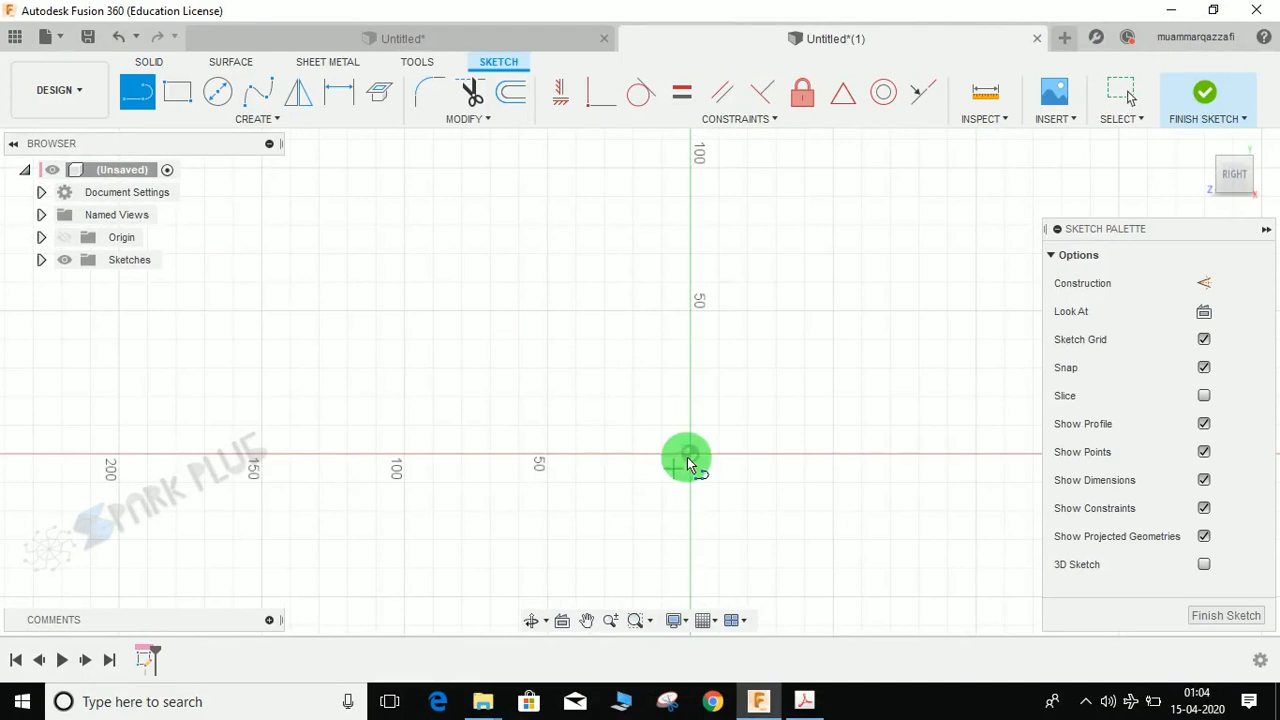 Autodesk Fusion 360 (Education License)
Untitled*
Untitled*(1)
muammarqazzafi
SOLID
SURFACE
SHEET METAL
TOOLS
SKETCH
DESIGN
CREATE
MODIFY
CONSTRAINTS
INSPECT
INSERT
SELECT
FINISH SKETCH
BROWSER
(Unsaved)
Document Settings
Named Views
Origin
Sketches
100
50
200
150
100
50
Y
RIGHT
Z
X
SKETCH PALETTE
Options
Construction
Look At
Sketch Grid
Snap
Slice
Show Profile
Show Points
Show Dimensions
Show Constraints
Show Projected Geometries
3D Sketch
Finish Sketch
SPARK PLUS
COMMENTS
Type here to search
01:04
15-04-2020